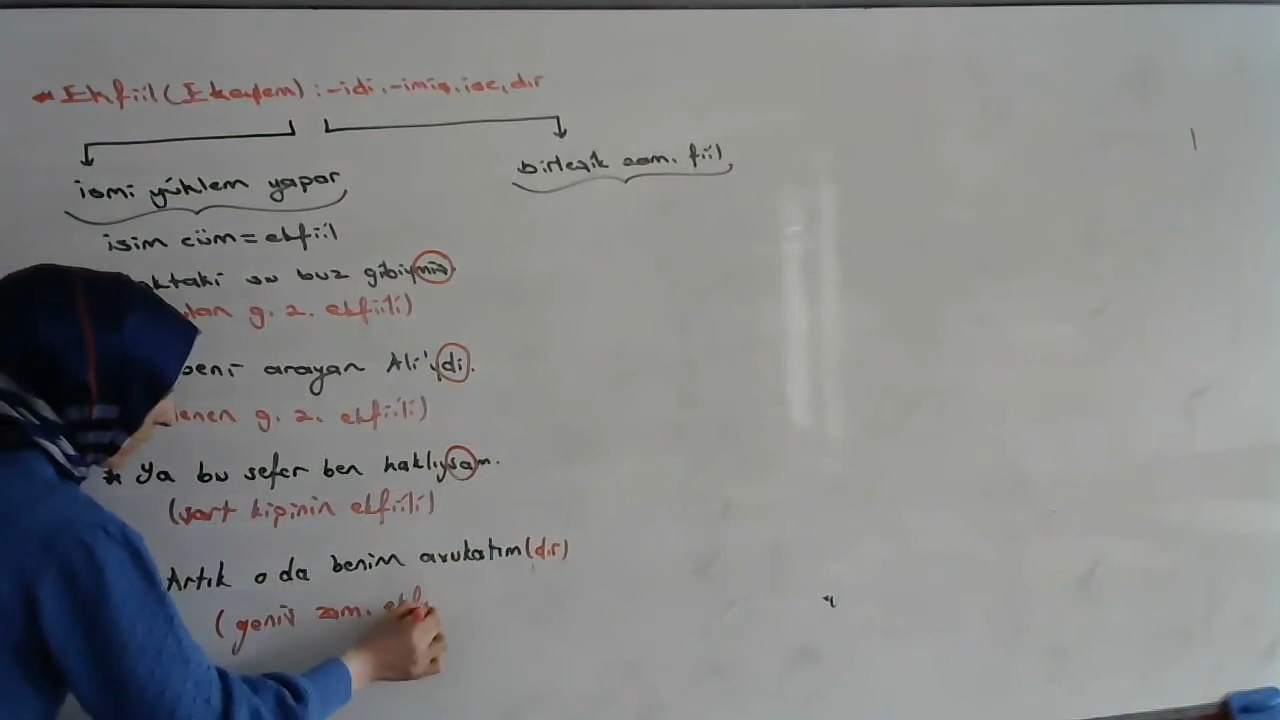 * Ekfiil (Ekeylem) : -idi, -imiş, ise, dır
ismi yüklem yapar
birleşik zam. fiil
isim cüm = ekfiil
su buz gibiymiş
g. z. ekfiili)
beni arayan Ali'ydi.
g. z. ekfiili)
* Ya bu sefer ben haklıysam.
(şart kipinin ekfiili)
Artık o da benim avukatım(dır)
(geniş zam.